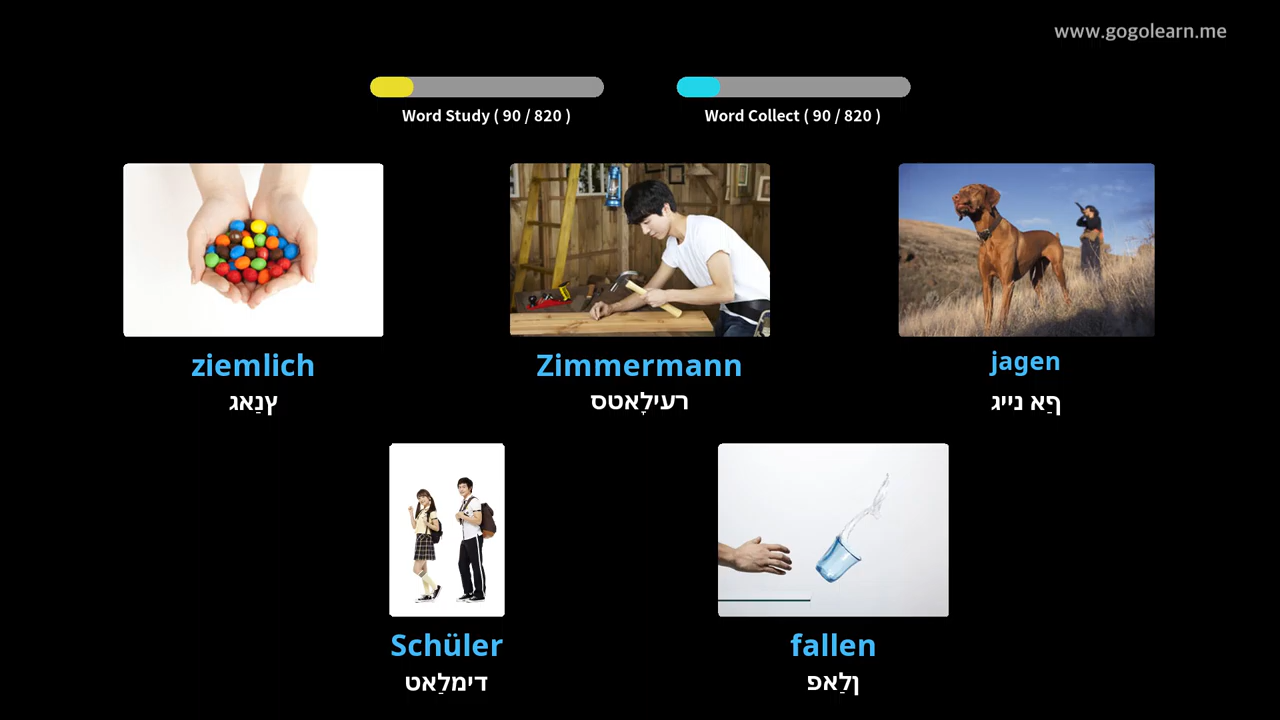 www.gogolearn.me
Word Study ( 90 / 820 )
Word Collect ( 90 / 820 )
ziemlich
ץנַאג
Zimmermann
רעילָאטס
jagen
ףַא נייג
Schüler
דימלַאט
fallen
ןלַאפ